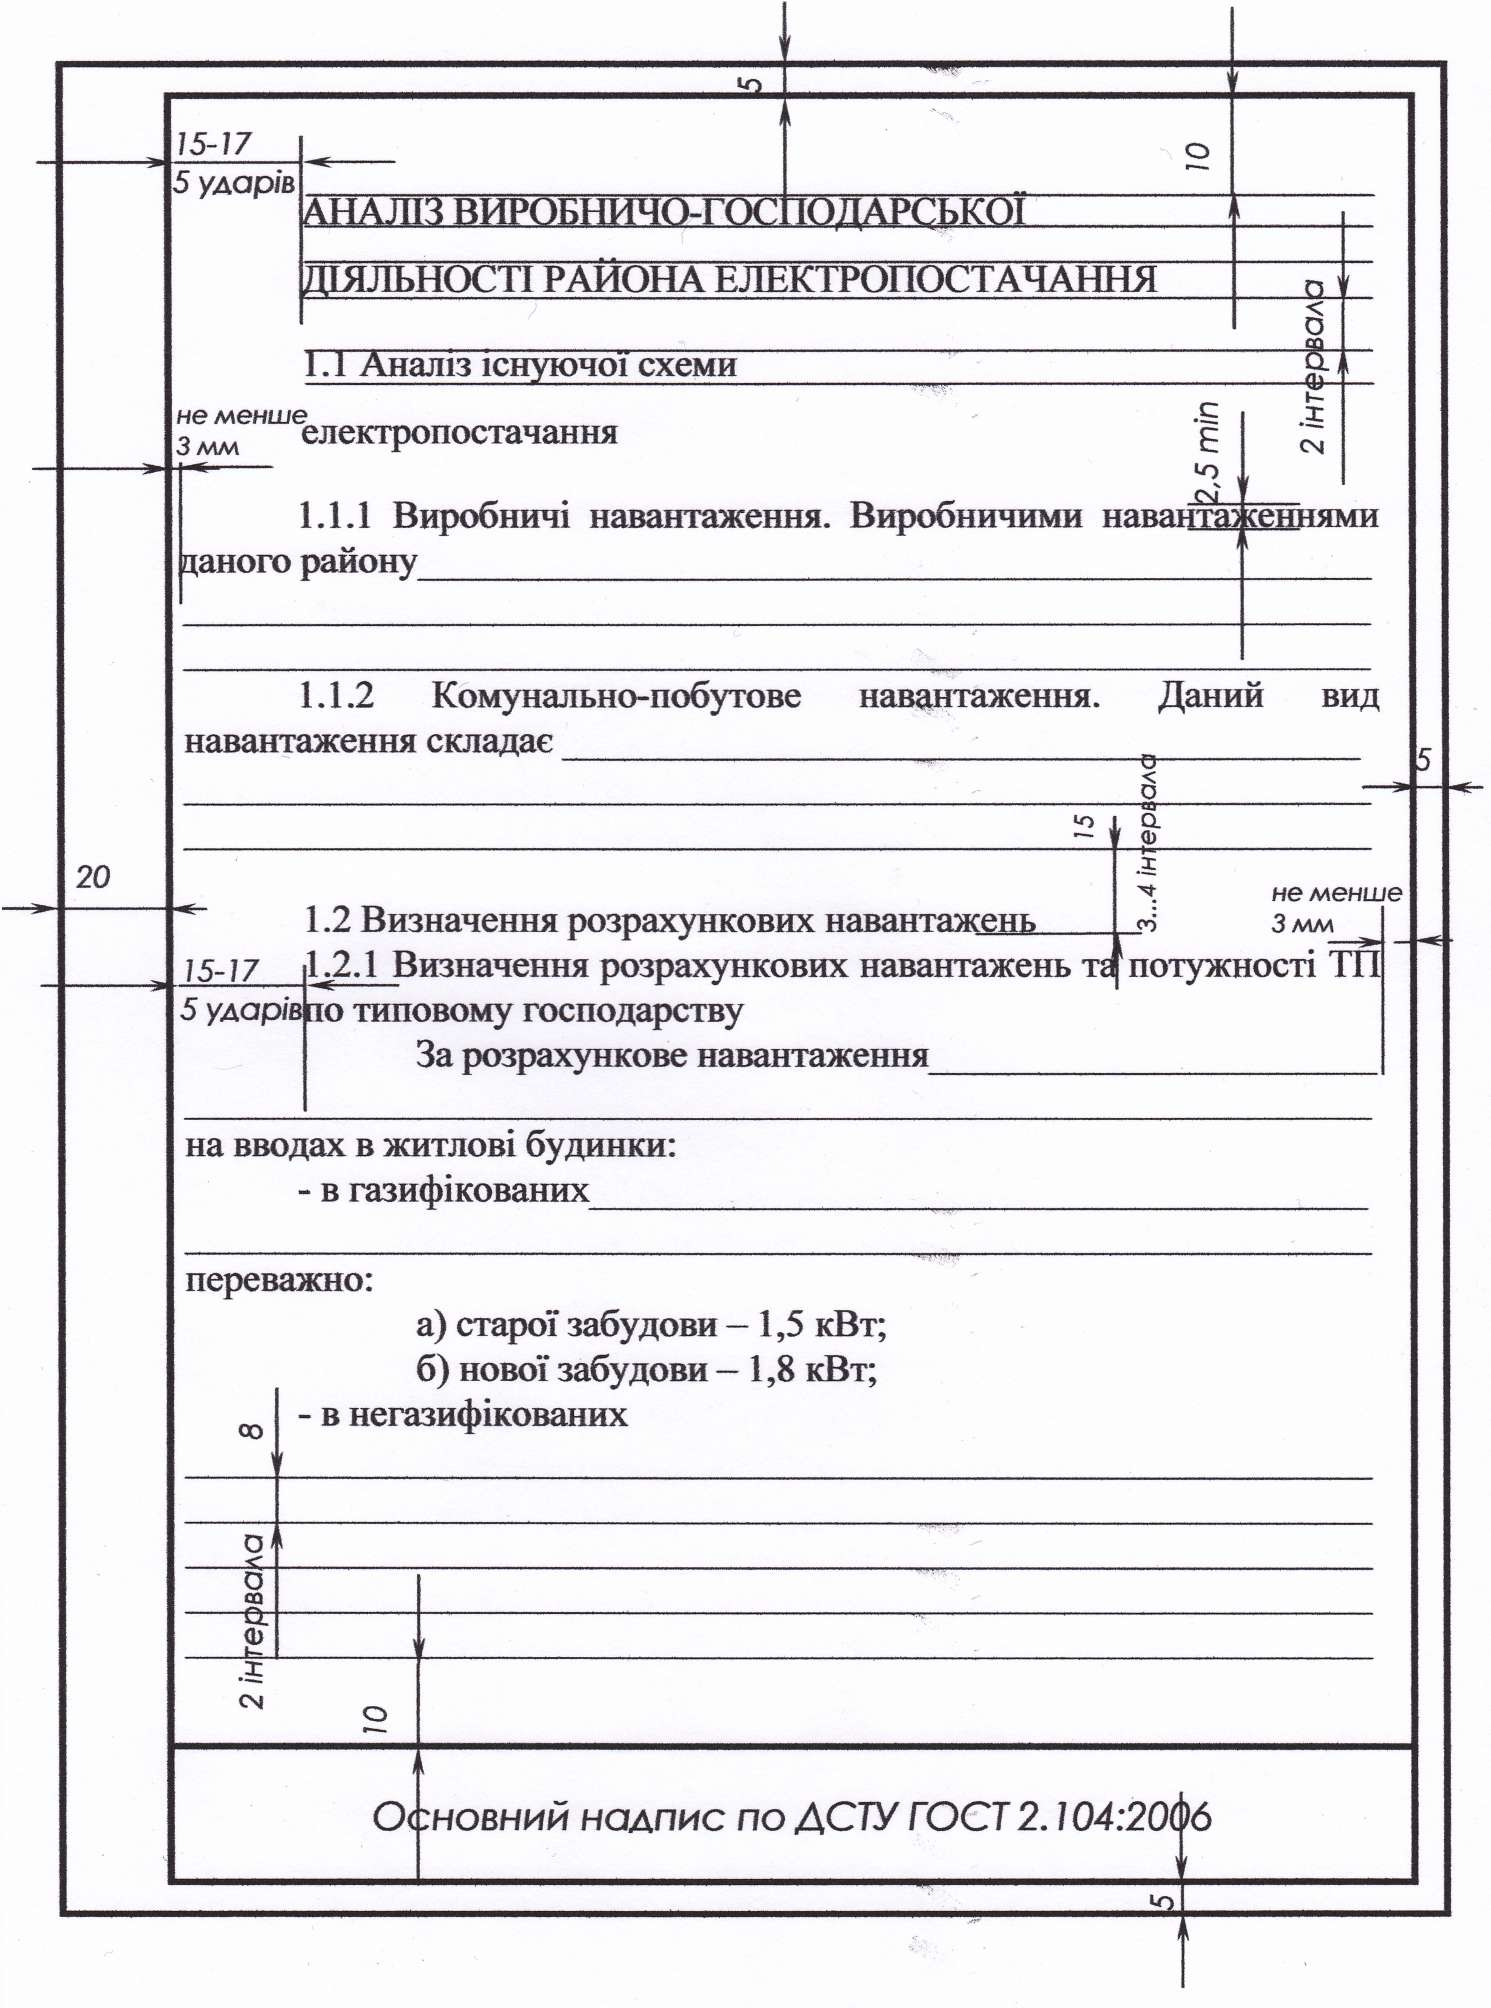 5
15-17
10
5 ударів
АНАЛІЗ ВИРОБНИЧО-ГОСПОДАРСЬКОЇ
ДІЯЛЬНОСТІ РАЙОНА ЕЛЕКТРОПОСТАЧАННЯ
2 інтервала
1.1 Аналіз існуючої схеми
не менше
3 мм
електропостачання
2,5 min
1.1.1 Виробничі навантаження. Виробничими навантаженнями
даного району
1.1.2 Комунально-побутове навантаження. Даний вид
навантаження складає
5
15
3...4 інтервала
20
не менше
3 мм
1.2 Визначення розрахункових навантажень
15-17
1.2.1 Визначення розрахункових навантажень та потужності ТП
5 ударів
по типовому господарству
За розрахункове навантаження
на вводах в житлові будинки:
- в газифікованих
переважно:
а) старої забудови – 1,5 кВт;
б) нової забудови – 1,8 кВт;
- в негазифікованих
8
2 інтервала
10
Основний надпис по ДСТУ ГОСТ 2.104:2006
5